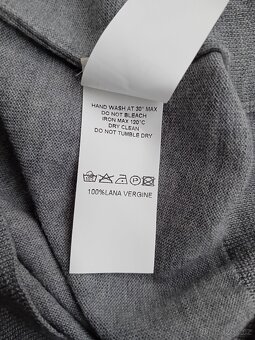 HAND WASH AT 30° MAX
DO NOT BLEACH
IRON MAX 120°C
DRY CLEAN
DO NOT TUMBLE DRY
100%LANA VERGINE